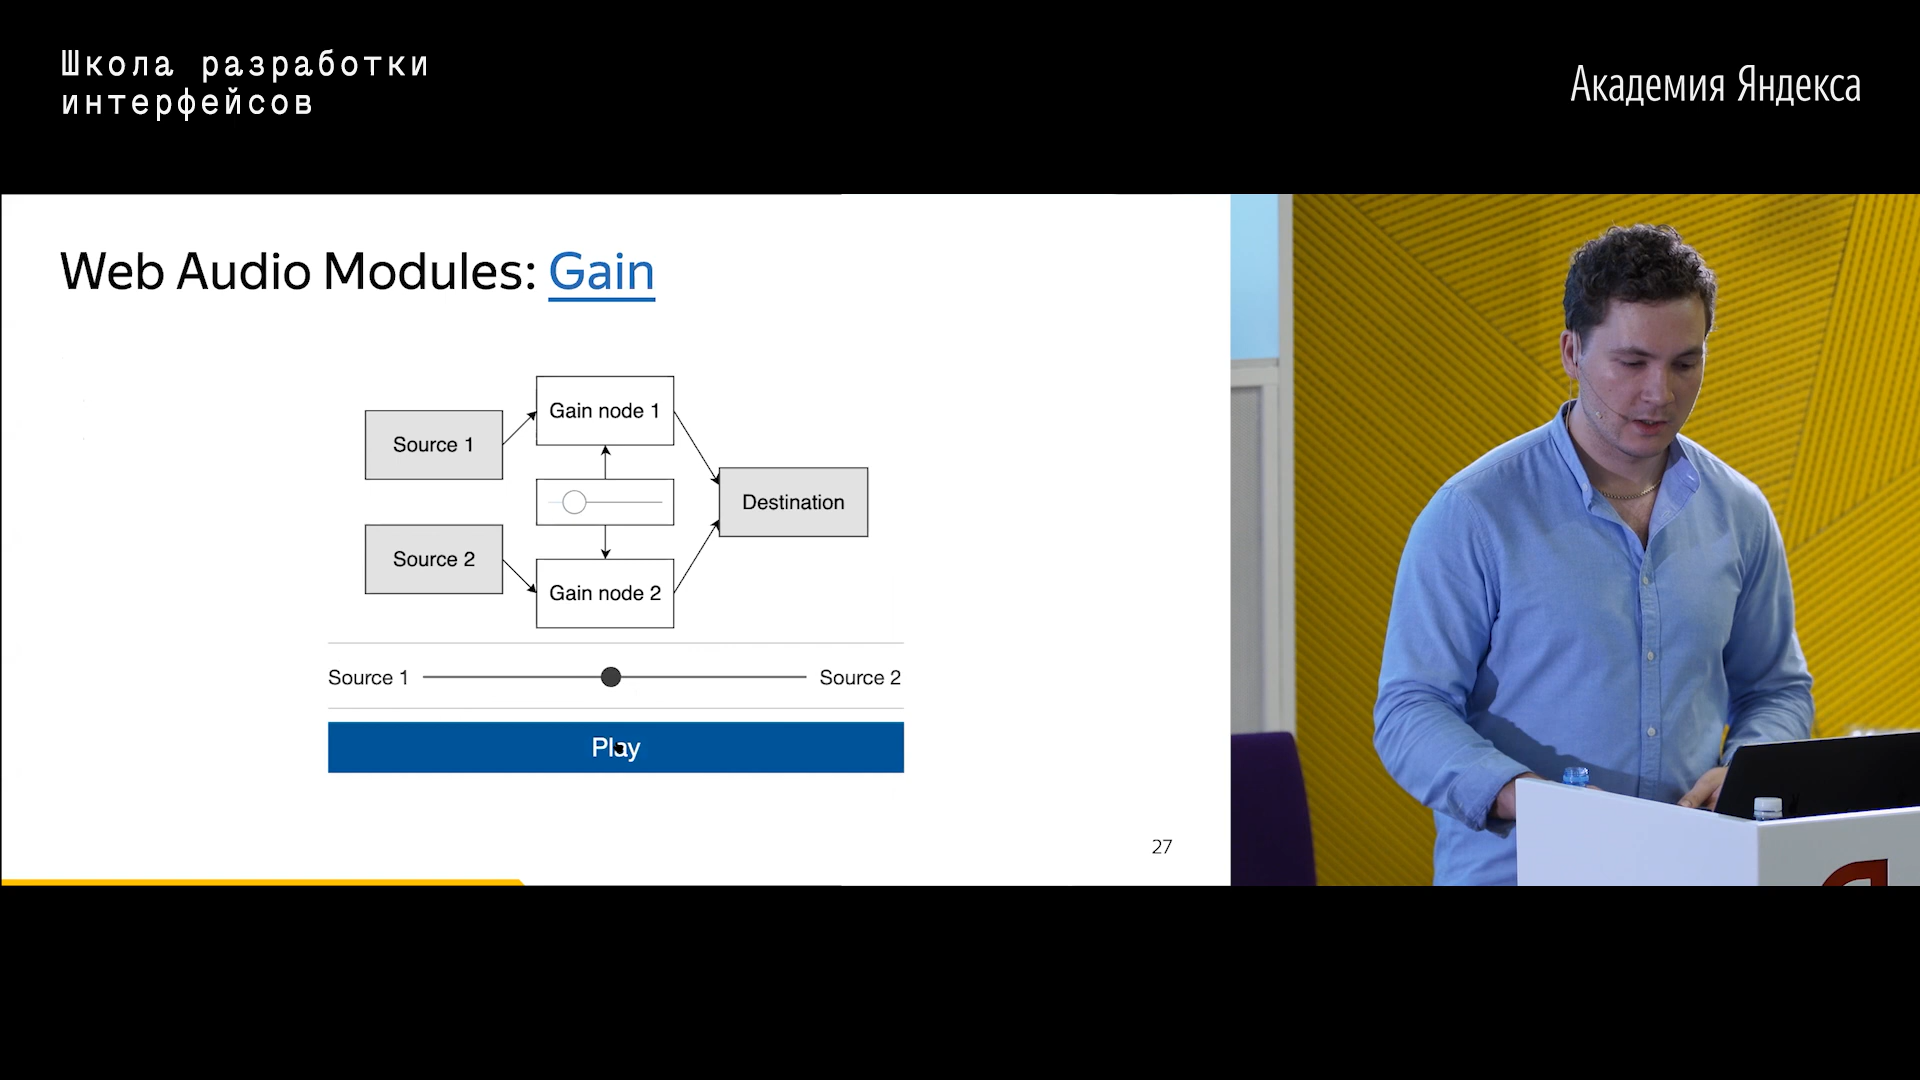 Школа разработки
интерфейсов
Академия Яндекса
Web Audio Modules: Gain
Gain node 1
Source 1
Destination
Source 2
Gain node 2
Source 1
Source 2
Play
27